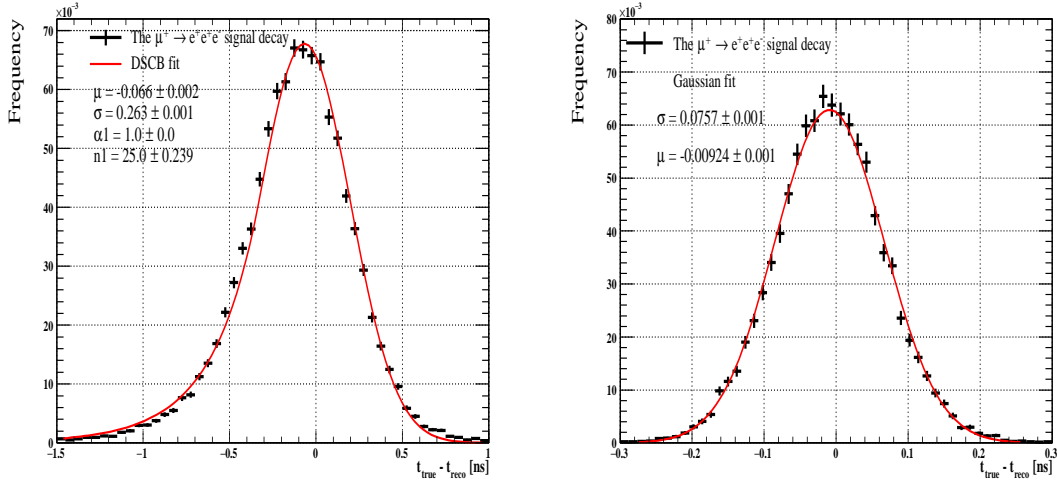 ×10⁻³
Frequency
70
60
50
40
30
20
10
0
The μ⁺ → e⁺e⁺e⁻ signal decay
DSCB fit
μ = -0.066 ± 0.002
σ = 0.263 ± 0.001
α1 = 1.0 ± 0.0
n1 = 25.0 ± 0.239
−1.5 −1 −0.5 0 0.5 1
t_true - t_reco [ns]
×10⁻³
Frequency
80
70
60
50
40
30
20
10
0
The μ⁺ → e⁺e⁺e⁻ signal decay
Gaussian fit
σ = 0.0757 ± 0.001
μ = -0.00924 ± 0.001
−0.3 −0.2 −0.1 0 0.1 0.2 0.3
t_true - t_reco [ns]